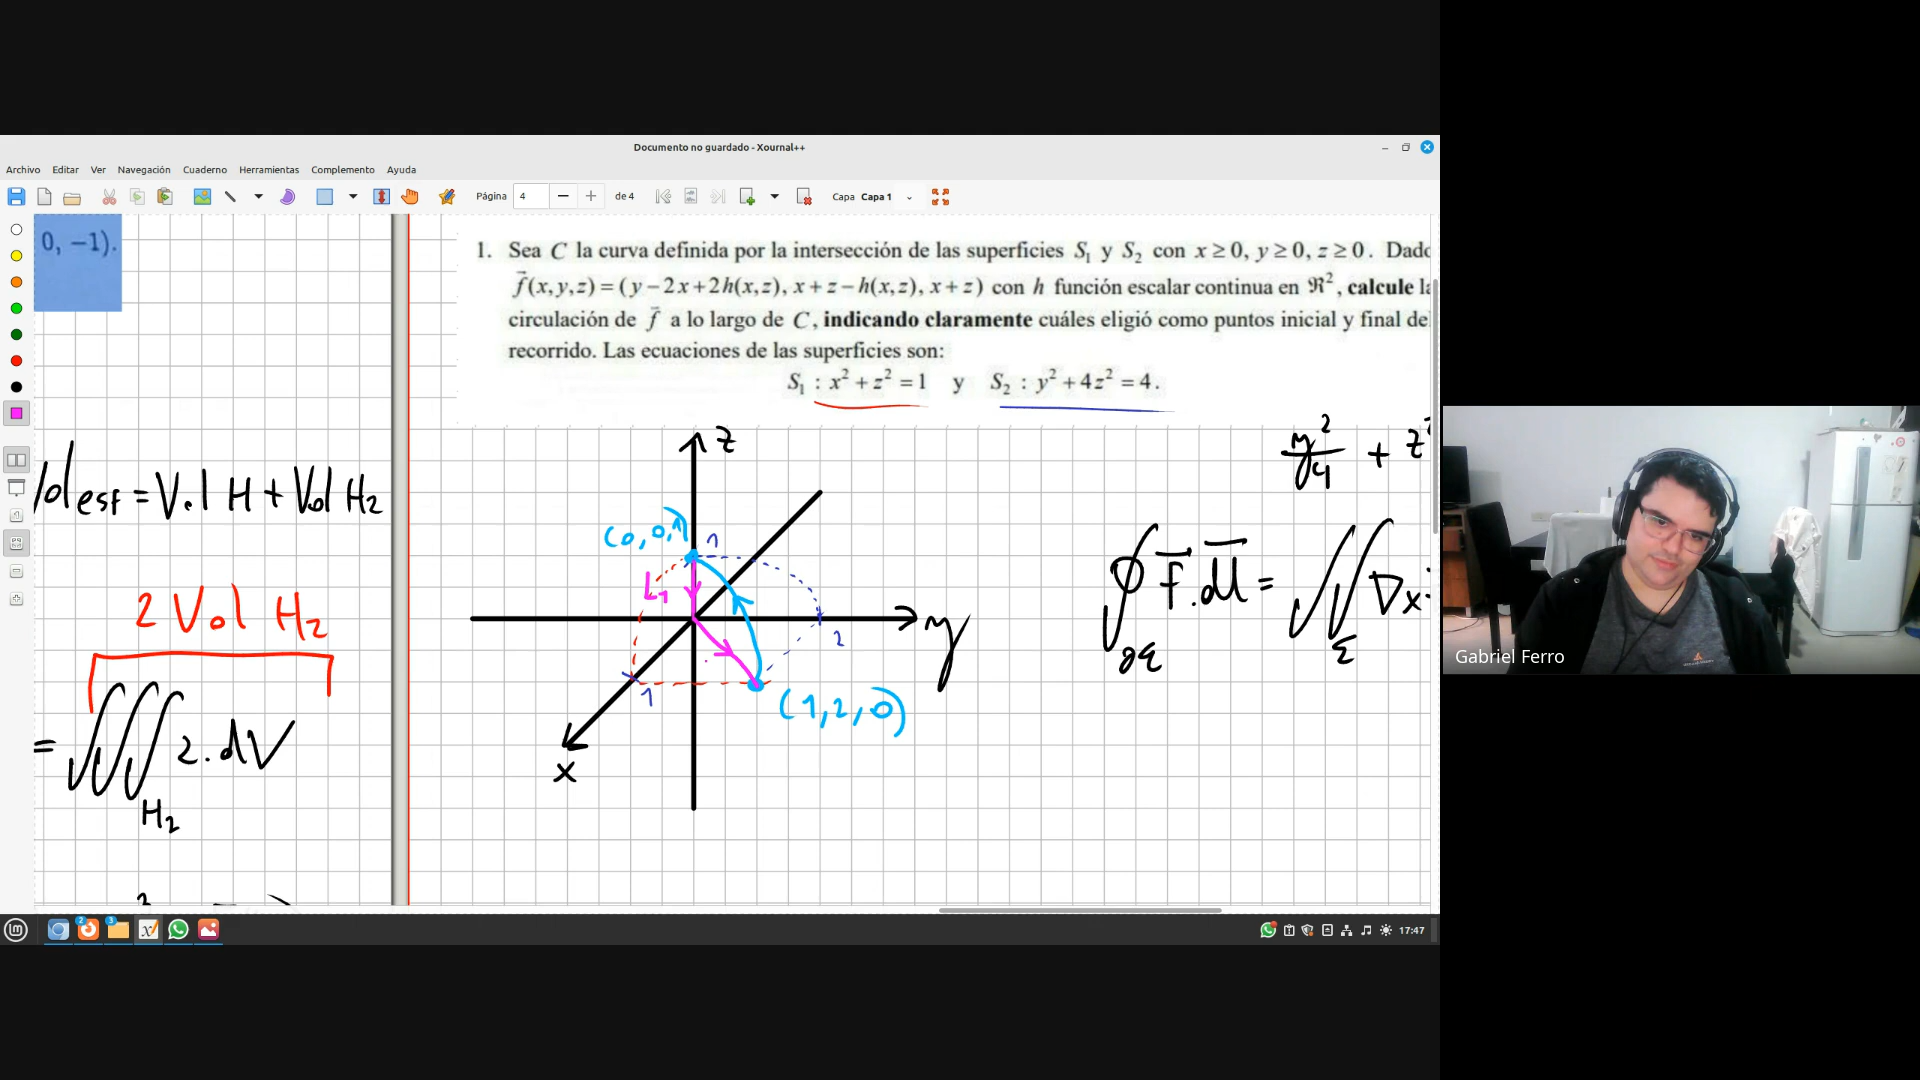 Documento no guardado - Xournal++
Archivo Editar Ver Navegación Cuaderno Herramientas Complemento Ayuda
Página 4 de 4 Capa Capa 1
0, −1).
1. Sea C la curva definida por la intersección de las superficies S₁ y S₂ con x ≥ 0, y ≥ 0, z ≥ 0. Dado
f̄(x,y,z) = (y − 2x + 2h(x,z), x + z − h(x,z), x + z) con h función escalar continua en ℜ², calcule la
circulación de f̄ a lo largo de C, indicando claramente cuáles eligió como puntos inicial y final del
recorrido. Las ecuaciones de las superficies son:
S₁ : x² + z² = 1 y S₂ : y² + 4z² = 4.
esf = Vol H + Vol H₂
2 Vol H₂
= ∭ 2. dV
H₂
z
(0,0,1)
1
L₁
y
2
1
(1,2,0)
x
y²/4 + z²
∮ F̄.dl̄ = ∬ ∇x
Gabriel Ferro
2 3
17:47